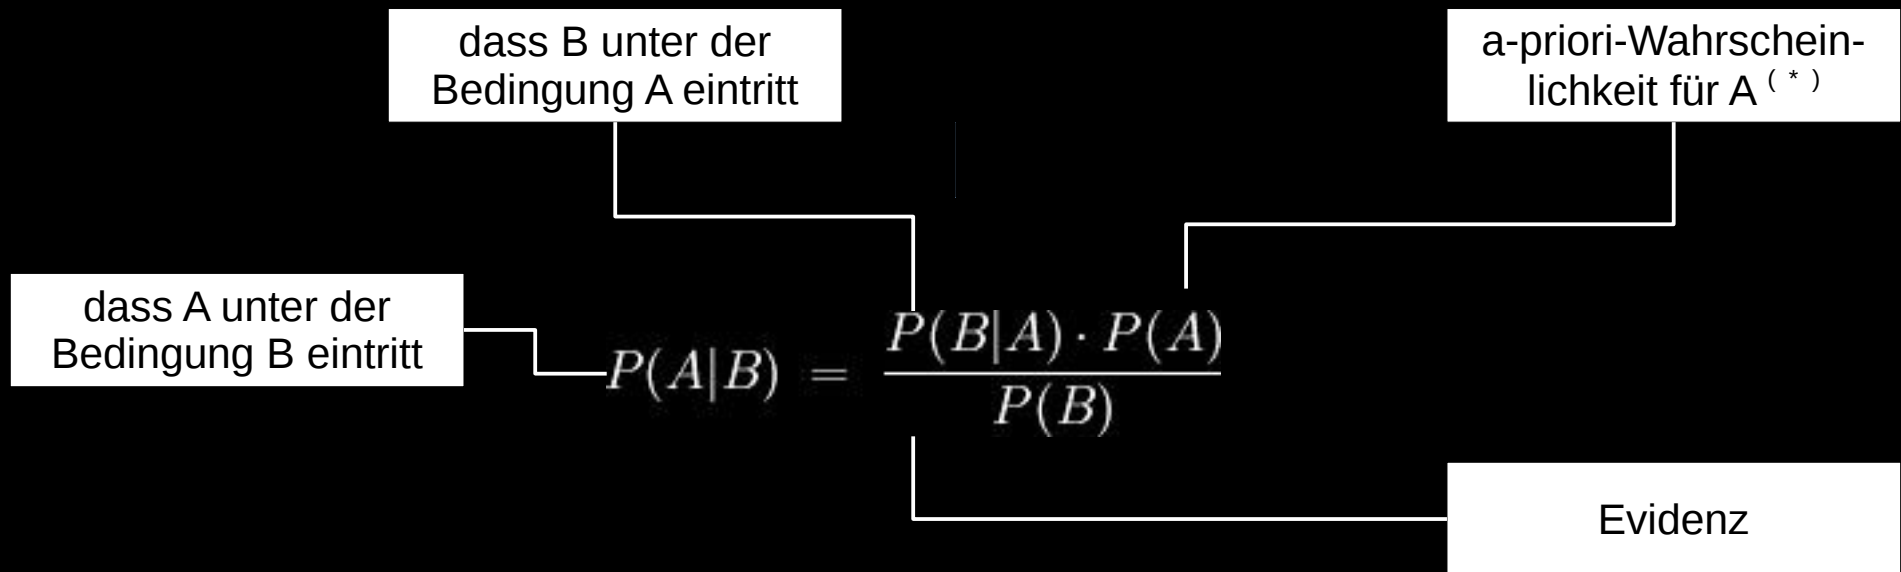 dass B unter der
Bedingung A eintritt
a-priori-Wahrschein-
lichkeit für A ( * )
dass A unter der
Bedingung B eintritt
P(A|B) = P(B|A) · P(A)
P(B)
Evidenz